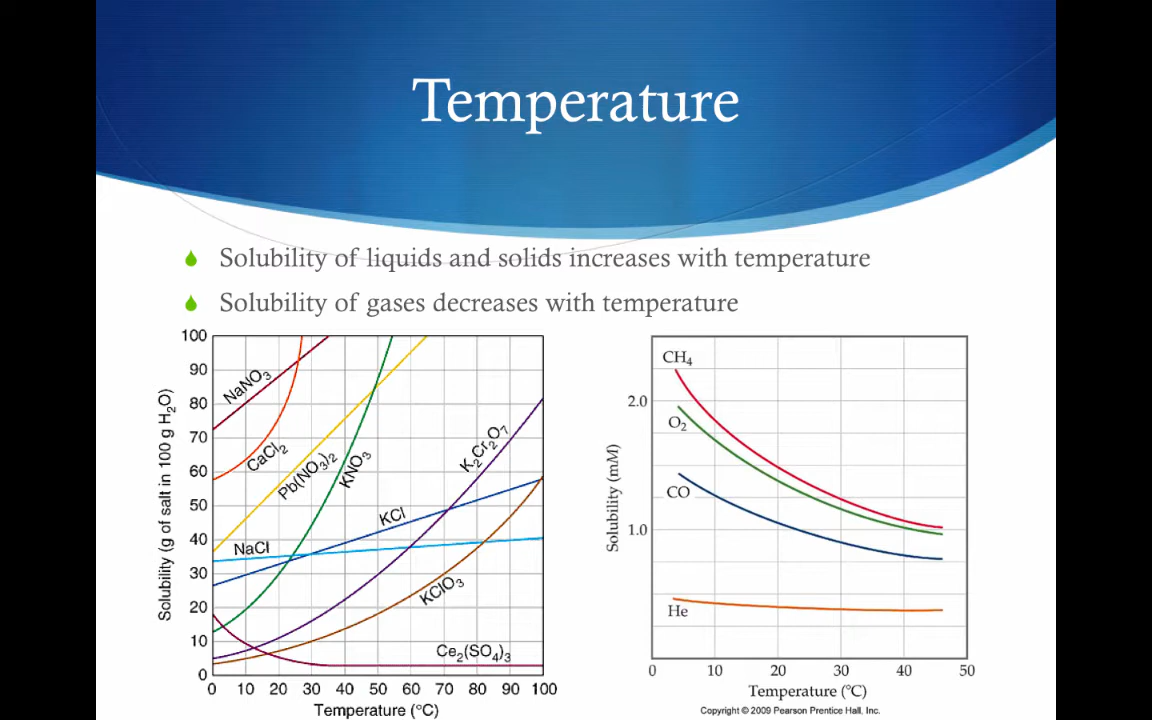 Temperature
Solubility of liquids and solids increases with temperature
Solubility of gases decreases with temperature
Solubility (g of salt in 100 g H₂O)
100
90
80
70
60
50
40
30
20
10
0
NaNO₃
CaCl₂
Pb(NO₃)₂
KNO₃
K₂Cr₂O₇
KCl
NaCl
KClO₃
Ce₂(SO₄)₃
0 10 20 30 40 50 60 70 80 90 100
Temperature (°C)
Solubility (mM)
2.0
1.0
CH₄
O₂
CO
He
0 10 20 30 40 50
Temperature (°C)
Copyright © 2009 Pearson Prentice Hall, Inc.